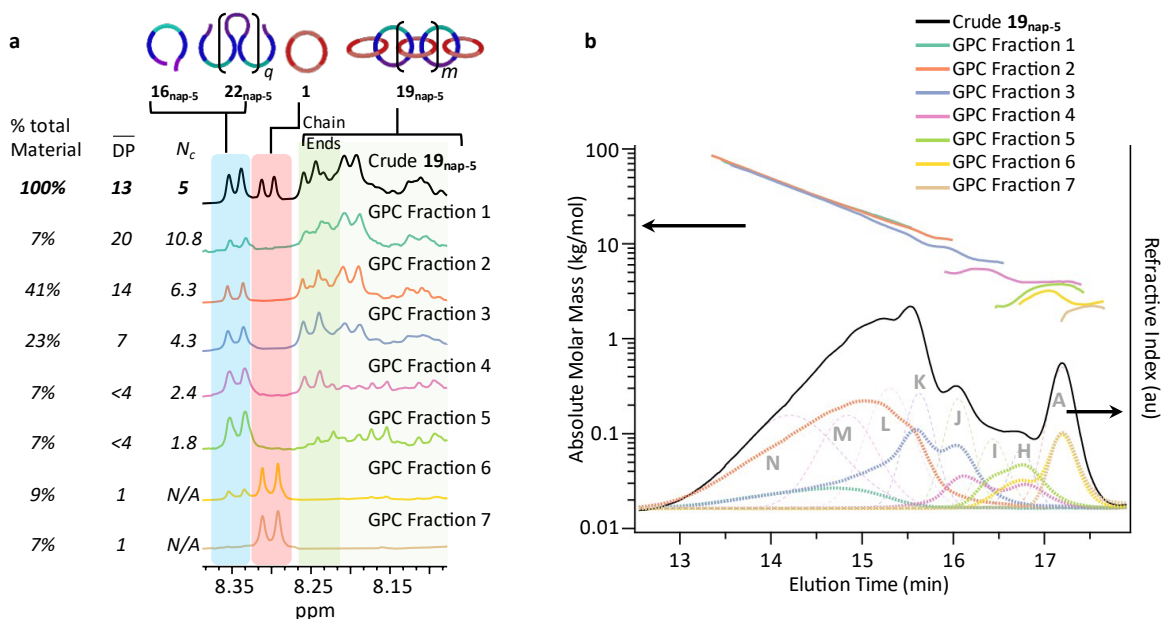 a
q
m
16nap-5
22nap-5
1
19nap-5
% total
Material
DP
Nc
Chain
Ends
Crude 19nap-5
100%
13
5
GPC Fraction 1
7%
20
10.8
GPC Fraction 2
41%
14
6.3
GPC Fraction 3
23%
7
4.3
GPC Fraction 4
7%
<4
2.4
GPC Fraction 5
7%
<4
1.8
GPC Fraction 6
9%
1
N/A
GPC Fraction 7
7%
1
N/A
8.35
8.25
8.15
ppm
b
Crude 19nap-5
GPC Fraction 1
GPC Fraction 2
GPC Fraction 3
GPC Fraction 4
GPC Fraction 5
GPC Fraction 6
GPC Fraction 7
Absolute Molar Mass (kg/mol)
100
10
1
0.1
0.01
N
M
L
K
J
I
H
A
Refractive Index (au)
13
14
15
16
17
Elution Time (min)